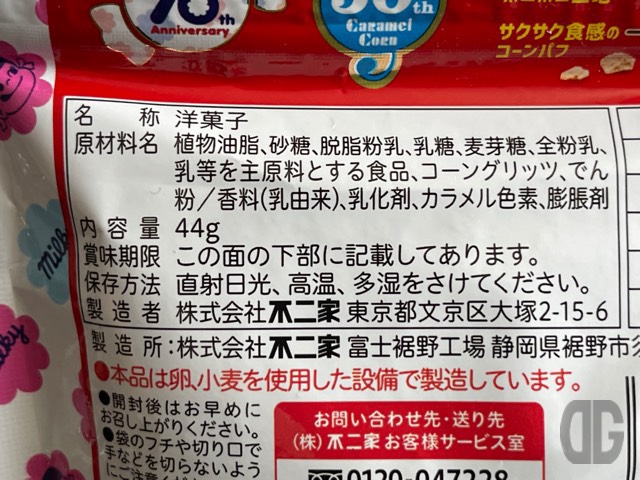 th
Anniversary
th
Caramel
Corn
サクサク食感の
コーンパフ
名 称 洋菓子
原材料名 植物油脂、砂糖、脱脂粉乳、乳糖、麦芽糖、全粉乳、
乳等を主原料とする食品、コーングリッツ、でん
粉／香料(乳由来)、乳化剤、カラメル色素、膨脹剤
内容量 44g
賞味期限 この面の下部に記載してあります。
保存方法 直射日光、高温、多湿をさけてください。
製造者 株式会社不二家 東京都文京区大塚2-15-6
製造所:株式会社不二家 富士裾野工場 静岡県裾野市
●本品は卵、小麦を使用した設備で製造しています。
●開封後はお早めに
お召し上がりください。
●袋のフチや切り口で
手などを切らないよう
にご注意
お問い合わせ先・送り先
(株)不二家お客様サービス室
0120-047228
Milk
DG